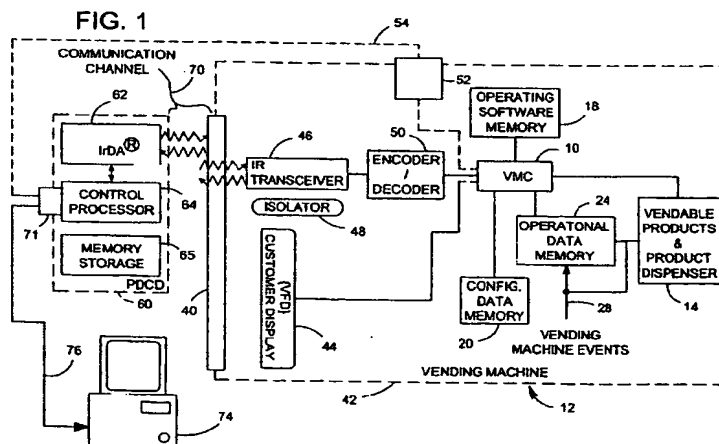 FIG. 1
54
COMMUNICATION
CHANNEL
70
52
62
IrDA®
46
IR
TRANSCEIVER
50
ENCODER
/
DECODER
OPERATING
SOFTWARE
MEMORY
18
10
VMC
CONTROL
PROCESSOR
64
71
ISOLATOR
48
24
OPERATONAL
DATA
MEMORY
VENDABLE
PRODUCTS
&
PRODUCT
DISPENSER
14
MEMORY
STORAGE
65
PDCD
60
40
(VFD)
CUSTOMER DISPLAY
44
CONFIG.
DATA
MEMORY
20
28
VENDING
MACHINE EVENTS
VENDING MACHINE
42
12
76
74